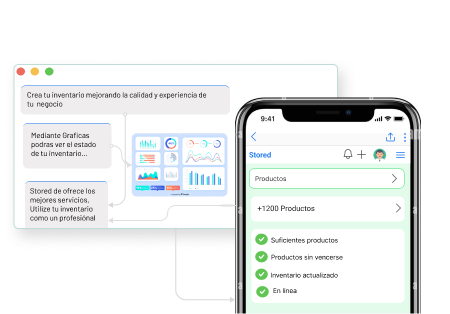 Crea tu inventario mejorando la calidad y experiencia de
tu negocio
Mediante Graficas
podras ver el estado
de tu inventario...
Stored de ofrece los
mejores servicios.
Utilize tu inventario
como un profesiónal
9:41
Stored
Productos
+1200 Productos
Suficientes productos
Productos sin vencerse
Inventario actualizado
En linea